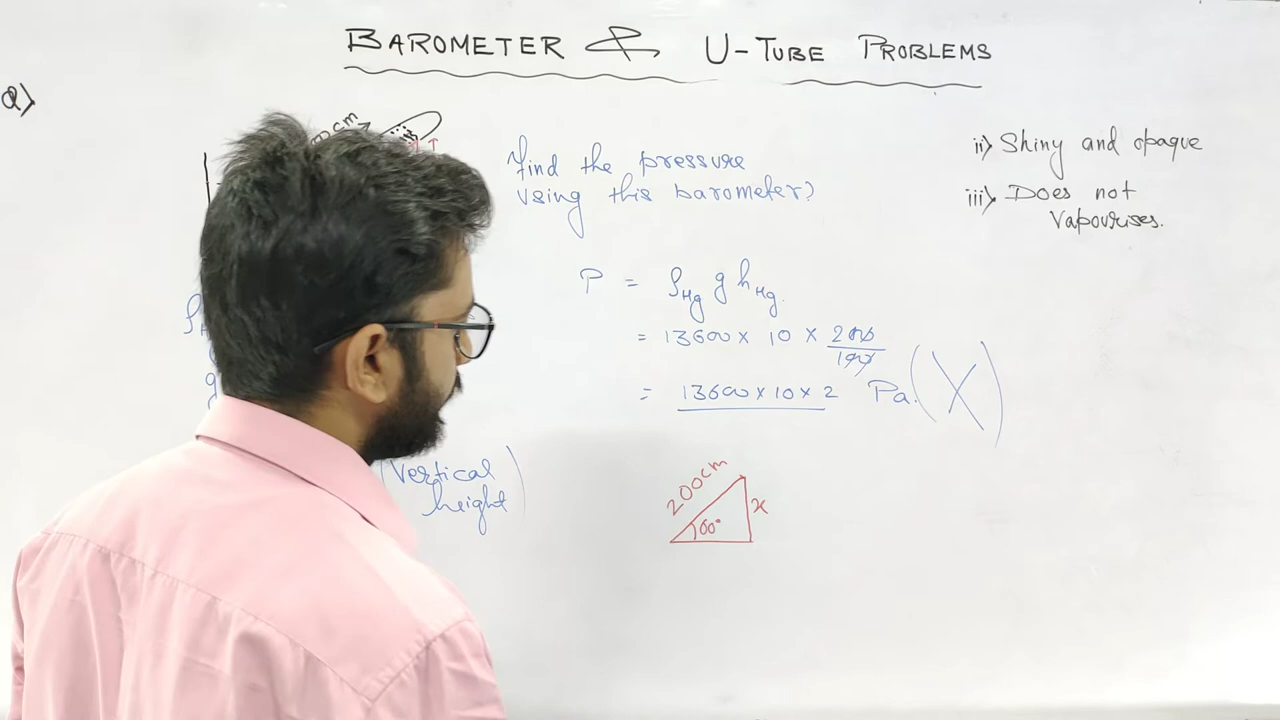 BAROMETER & U-TUBE PROBLEMS
Q)
cm
find the pressure
using this barometer?
ii) Shiny and opaque
iii) Does not
Vapourises.
P = ρHg g hHg.
= 13600 × 10 × 200/100
= 13600 × 10 × 2 Pa. (X)
g
(Vertical
height)
200cm
60°
x